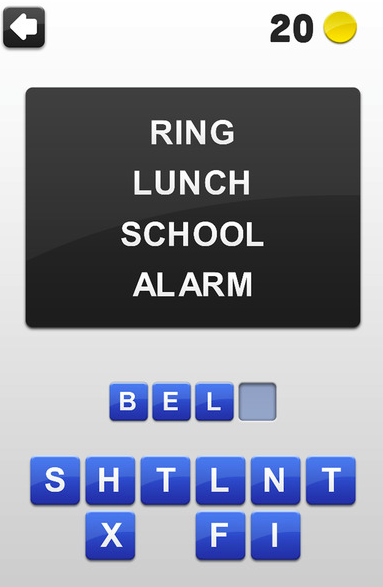 20
RING
LUNCH
SCHOOL
ALARM
B E L
S H T L N T
X F I